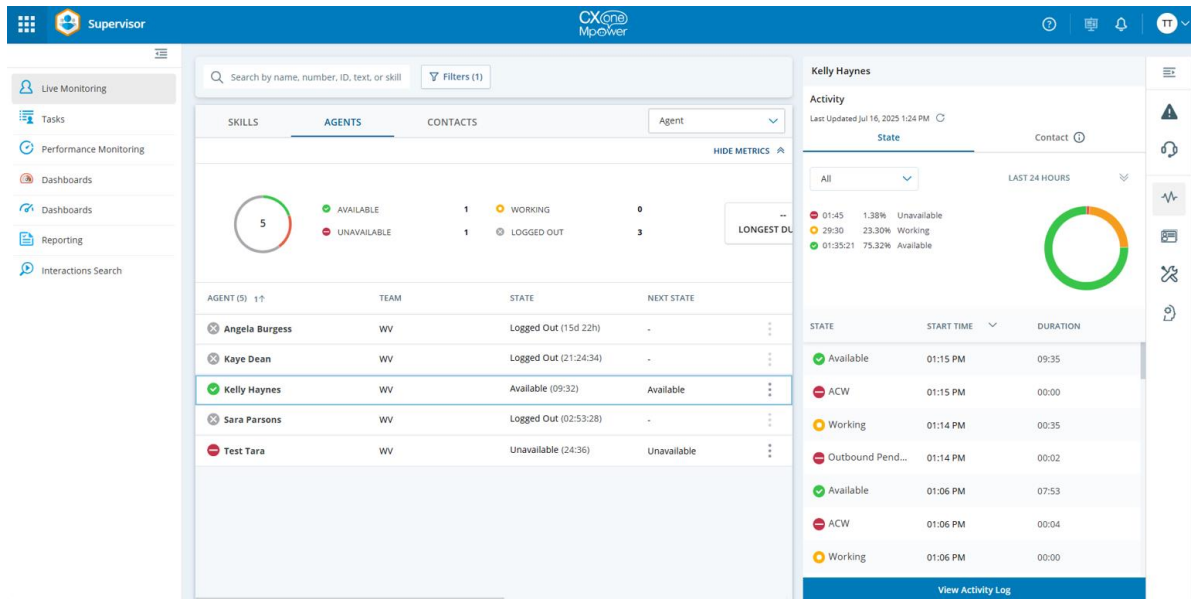 Supervisor
CXone
Mpower
TT
Live Monitoring
Tasks
Performance Monitoring
Dashboards
Dashboards
Reporting
Interactions Search
Search by name, number, ID, text, or skill
Filters (1)
SKILLS AGENTS CONTACTS
Agent
HIDE METRICS
5
AVAILABLE 1 WORKING 0
UNAVAILABLE 1 LOGGED OUT 3
--
LONGEST DU
AGENT (5) 1↑ TEAM STATE NEXT STATE
Angela Burgess WV Logged Out (15d 22h) -
Kaye Dean WV Logged Out (21:24:34) -
Kelly Haynes WV Available (09:32) Available
Sara Parsons WV Logged Out (02:53:28) -
Test Tara WV Unavailable (24:36) Unavailable
Kelly Haynes
Activity
Last Updated Jul 16, 2025 1:24 PM
State Contact
All
LAST 24 HOURS
01:45 1.38% Unavailable
29:30 23.30% Working
01:35:21 75.32% Available
STATE START TIME DURATION
Available 01:15 PM 09:35
ACW 01:15 PM 00:00
Working 01:14 PM 00:35
Outbound Pend... 01:14 PM 00:02
Available 01:06 PM 07:53
ACW 01:06 PM 00:04
Working 01:06 PM 00:00
View Activity Log